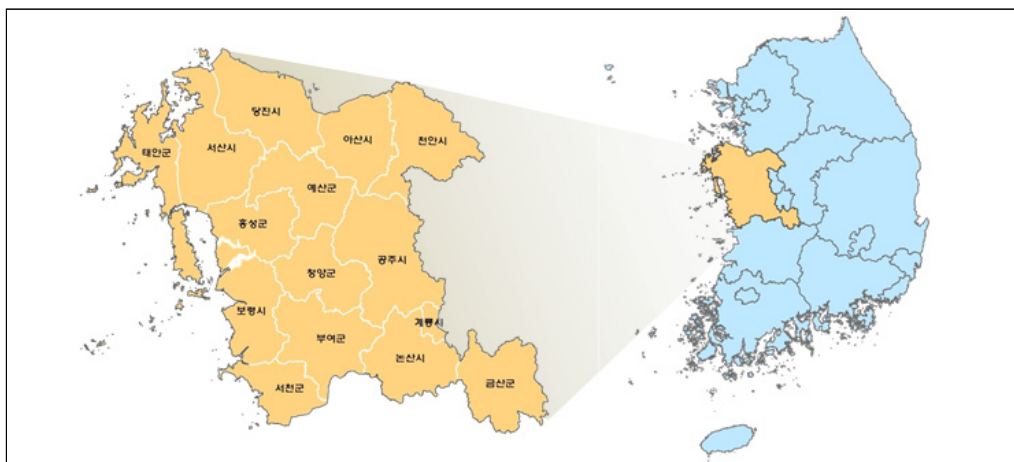 당진시
아산시
천안시
태안군
서산시
예산군
홍성군
공주시
청양군
보령시
계룡시
부여군
논산시
서천군
금산군